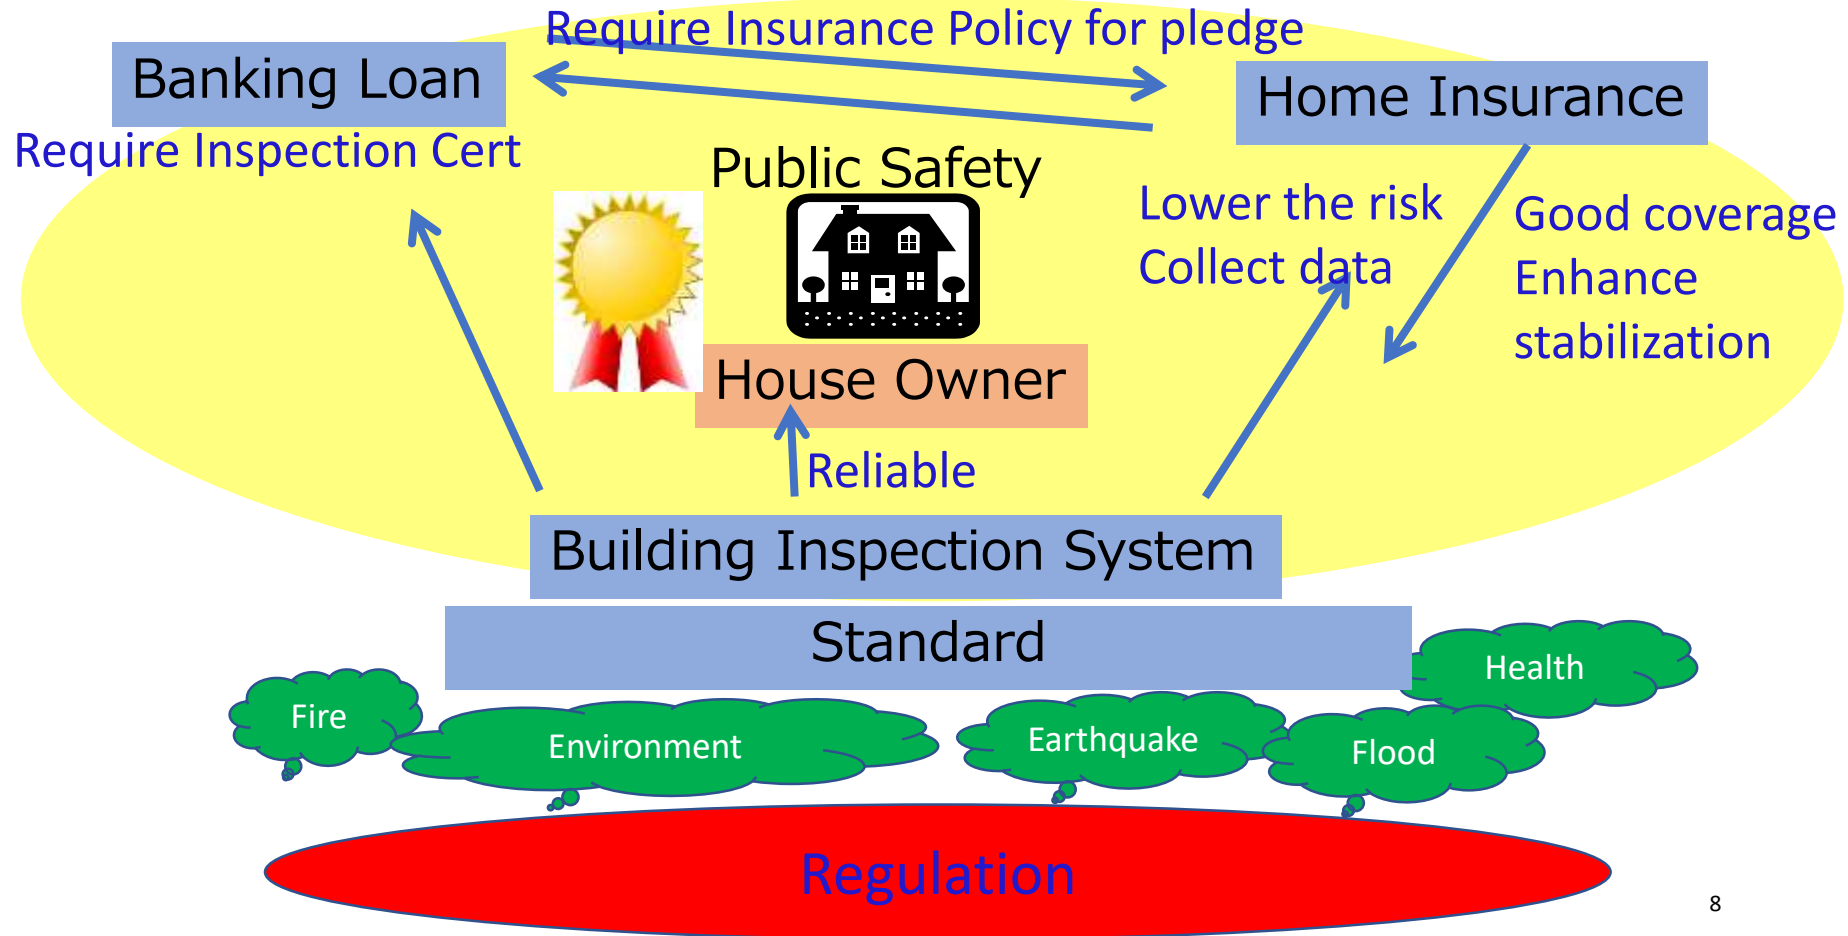 Require Insurance Policy for pledge
Banking Loan
Home Insurance
Require Inspection Cert
Public Safety
Lower the risk
Collect data
Good coverage
Enhance
stabilization
House Owner
Reliable
Building Inspection System
Standard
Health
Fire
Environment
Earthquake
Flood
Regulation
8